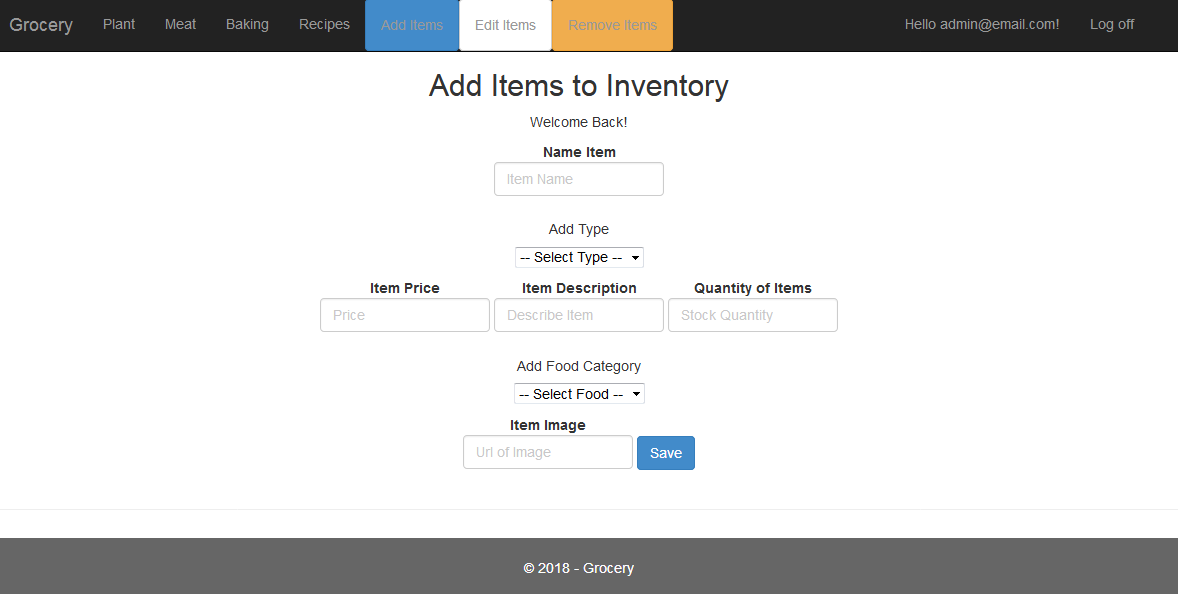 Grocery Plant Meat Baking Recipes Add Items Edit Items Remove Items Hello admin@email.com! Log off
Add Items to Inventory
Welcome Back!
Name Item
Item Name
Add Type
-- Select Type --
Item Price Item Description Quantity of Items
Price Describe Item Stock Quantity
Add Food Category
-- Select Food --
Item Image
Url of Image Save
© 2018 - Grocery